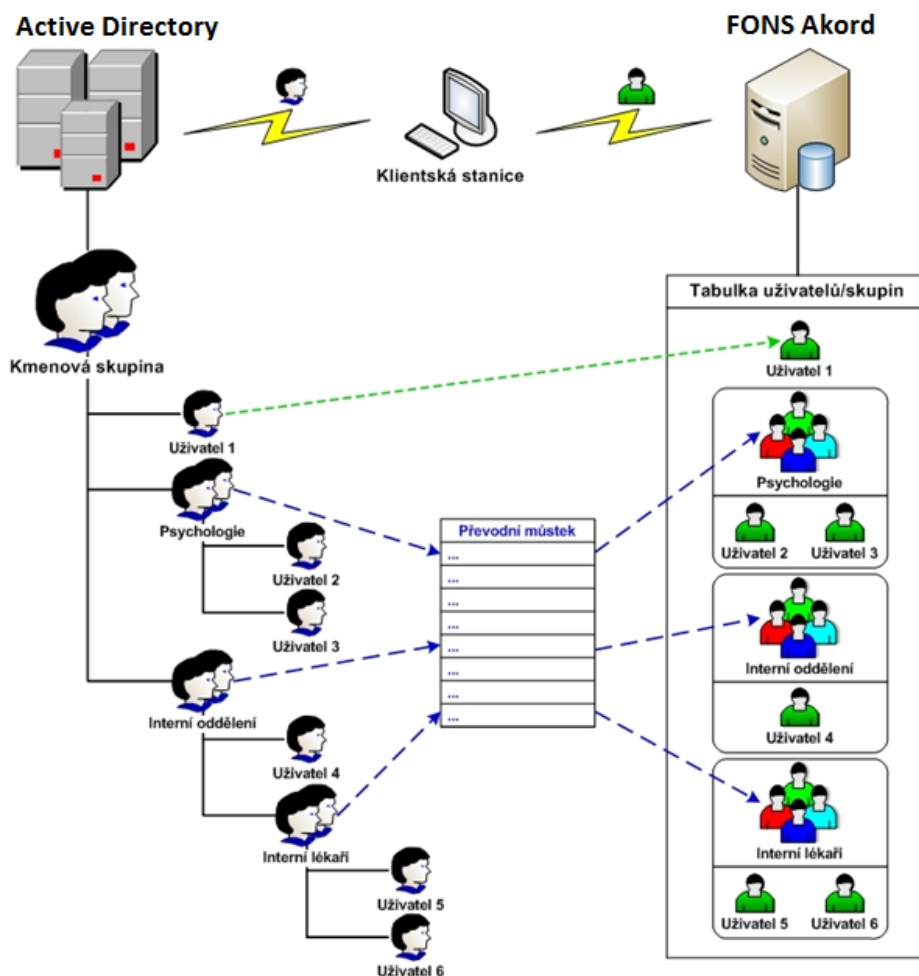 Active Directory
FONS Akord
Klientská stanice
Tabulka uživatelů/skupin
Kmenová skupina
Uživatel 1
Uživatel 1
Psychologie
Psychologie
Převodní můstek
...
...
...
...
...
...
...
...
Uživatel 2
Uživatel 3
Uživatel 2
Uživatel 3
Interní oddělení
Interní oddělení
Uživatel 4
Uživatel 4
Interní lékaři
Interní lékaři
Uživatel 5
Uživatel 6
Uživatel 5
Uživatel 6